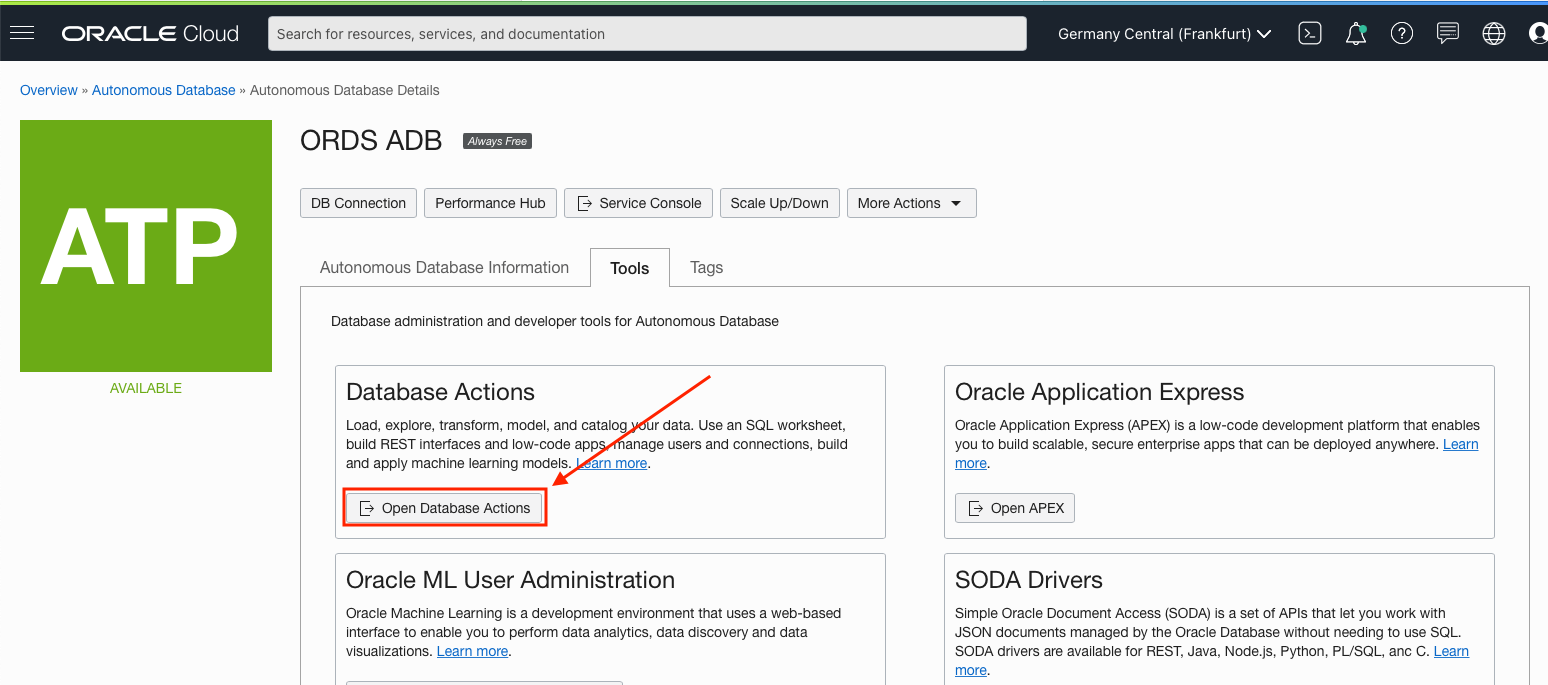 ORACLE Cloud
Search for resources, services, and documentation
Germany Central (Frankfurt)
Overview » Autonomous Database » Autonomous Database Details
ATP
AVAILABLE
ORDS ADB
Always Free
DB Connection
Performance Hub
Service Console
Scale Up/Down
More Actions
Autonomous Database Information
Tools
Tags
Database administration and developer tools for Autonomous Database
Database Actions
Load, explore, transform, model, and catalog your data. Use an SQL worksheet,
build REST interfaces and low-code apps, manage users and connections, build
and apply machine learning models. Learn more.
Open Database Actions
Oracle Application Express
Oracle Application Express (APEX) is a low-code development platform that enables
you to build scalable, secure enterprise apps that can be deployed anywhere. Learn
more.
Open APEX
Oracle ML User Administration
Oracle Machine Learning is a development environment that uses a web-based
interface to enable you to perform data analytics, data discovery and data
visualizations. Learn more.
SODA Drivers
Simple Oracle Document Access (SODA) is a set of APIs that let you work with
JSON documents managed by the Oracle Database without needing to use SQL.
SODA drivers are available for REST, Java, Node.js, Python, PL/SQL, anc C. Learn
more.